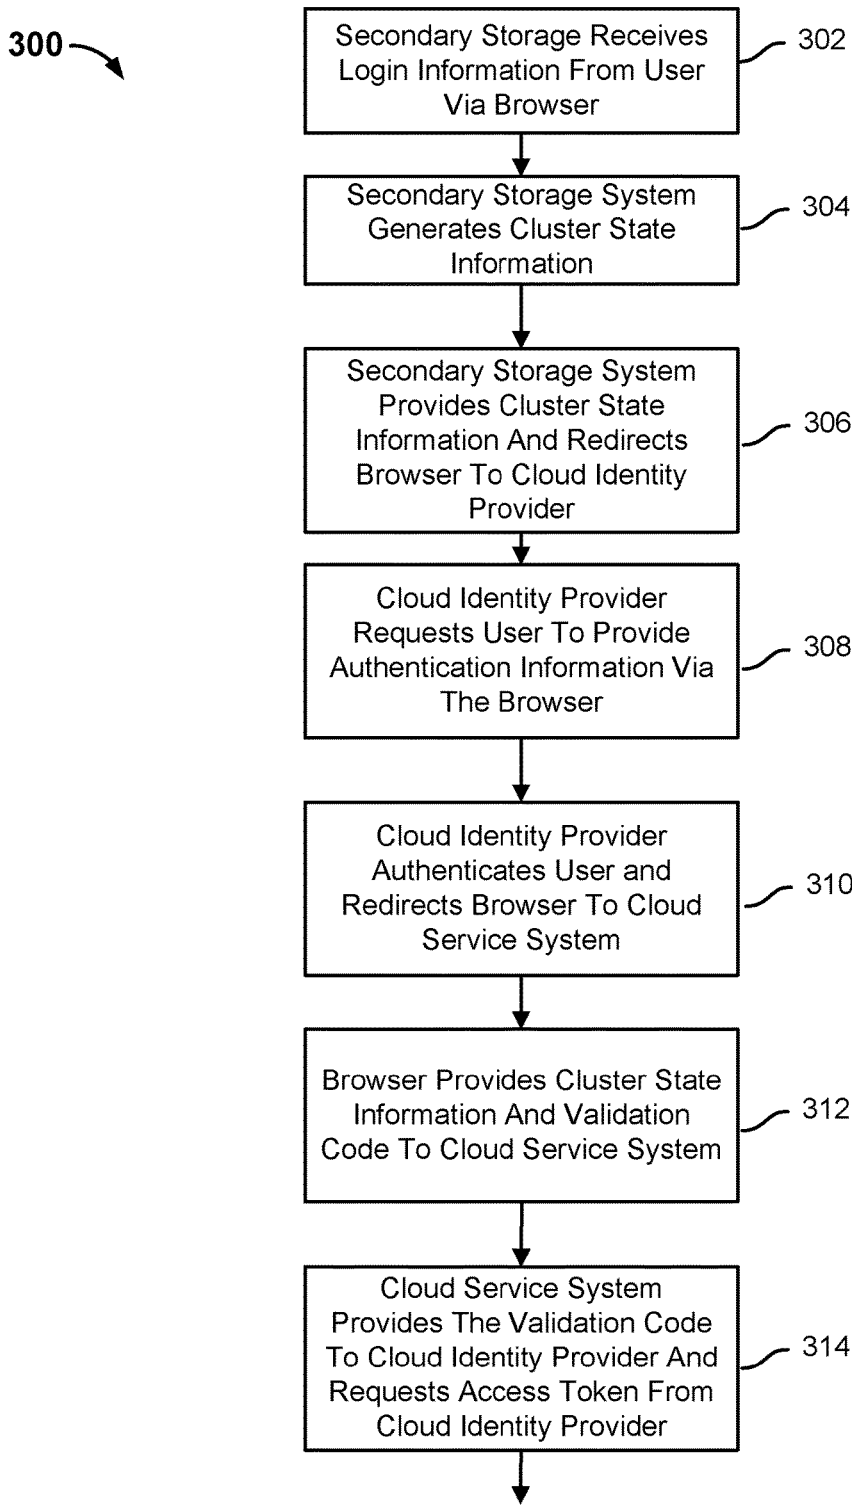 300
Secondary Storage Receives
Login Information From User
Via Browser
302
Secondary Storage System
Generates Cluster State
Information
304
Secondary Storage System
Provides Cluster State
Information And Redirects
Browser To Cloud Identity
Provider
306
Cloud Identity Provider
Requests User To Provide
Authentication Information Via
The Browser
308
Cloud Identity Provider
Authenticates User and
Redirects Browser To Cloud
Service System
310
Browser Provides Cluster State
Information And Validation
Code To Cloud Service System
312
Cloud Service System
Provides The Validation Code
To Cloud Identity Provider And
Requests Access Token From
Cloud Identity Provider
314